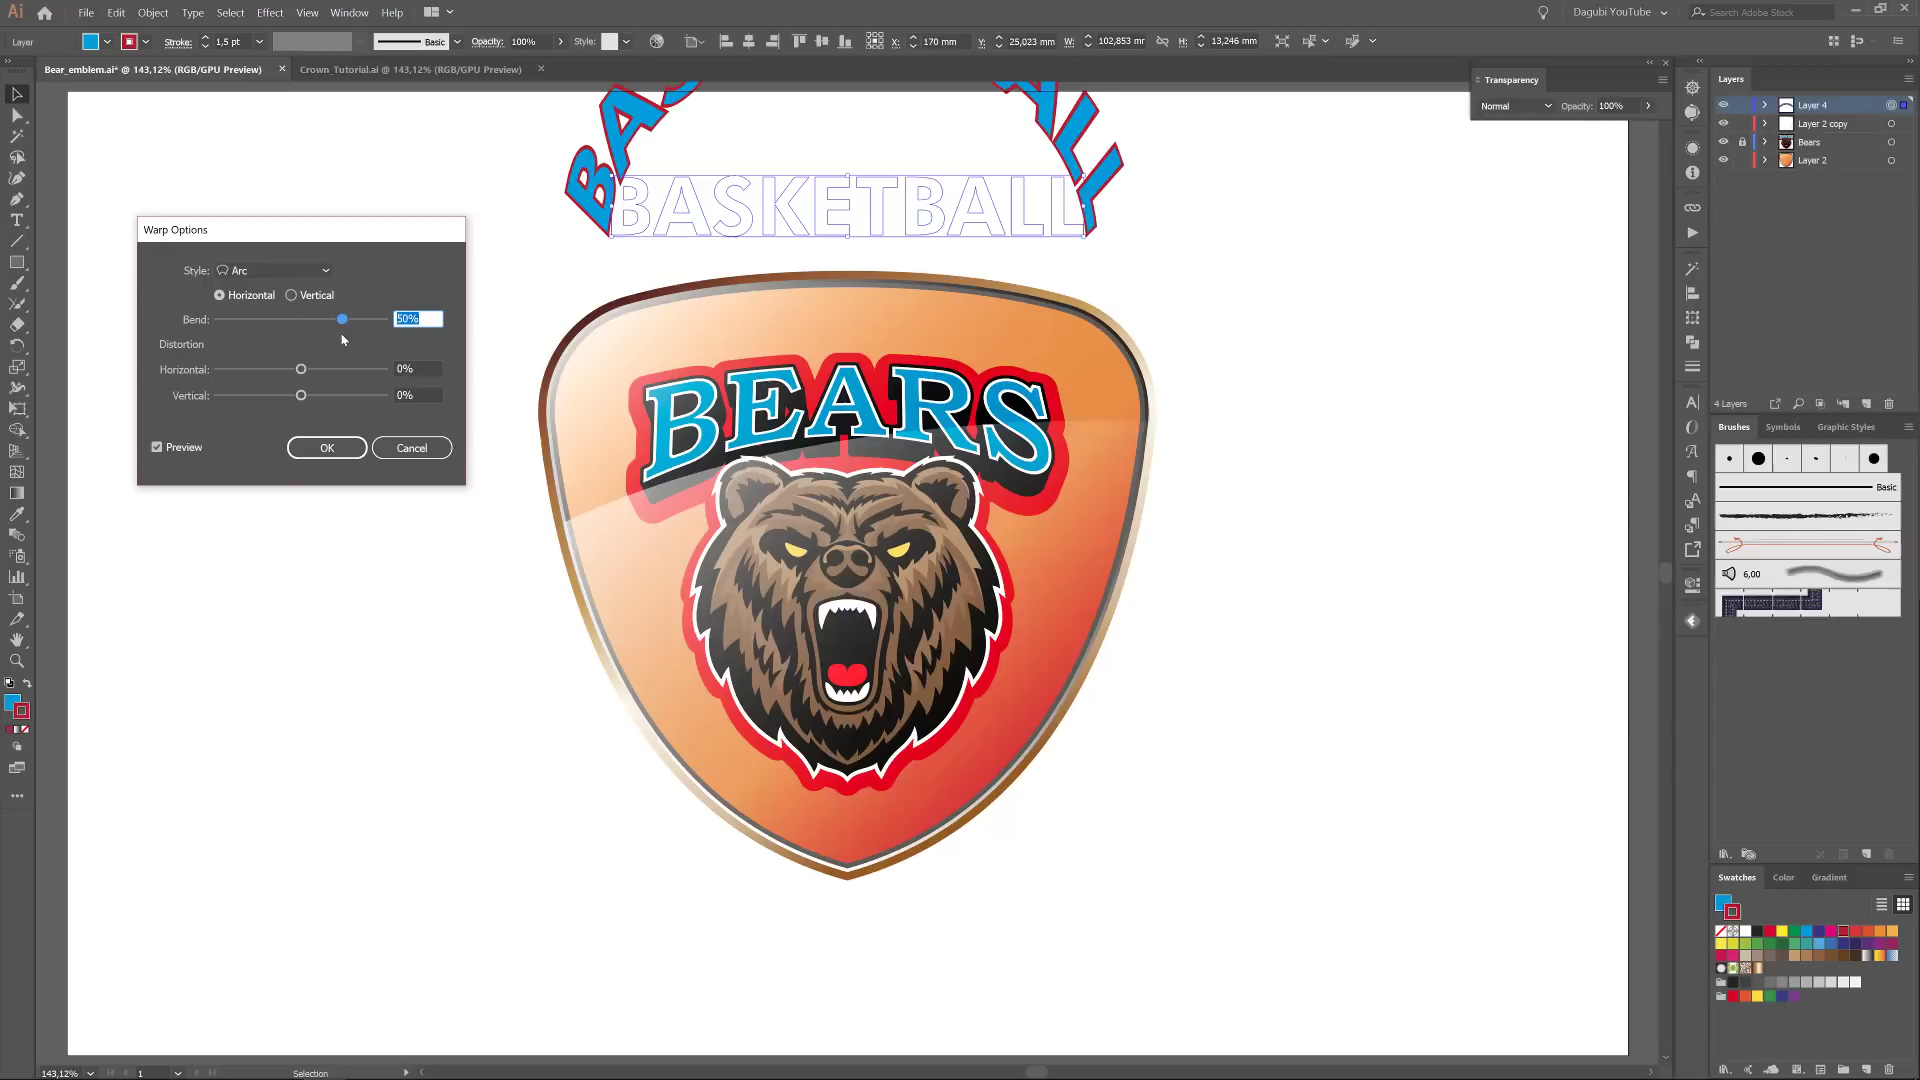 Ai File Edit Object Type Select Effect View Window Help Dagubi YouTube Search Adobe Stock
Layer Stroke: 1,5 pt Basic Opacity: 100% Style: X: 170 mm Y: 25,023 mm W: 102,853 mr H: 13,246 mm
Bear_emblem.ai* @ 143,12% (RGB/GPU Preview) Crown_Tutorial.ai @ 143,12% (RGB/GPU Preview)
Transparency
Normal Opacity: 100%
Layers
Layer 4
Layer 2 copy
Bears
Layer 2
4 Layers
BASKETBALL
Warp Options
Style: Arc
Horizontal Vertical
Bend: 50%
Distortion
Horizontal: 0%
Vertical: 0%
Preview OK Cancel
BEARS
Brushes Symbols Graphic Styles
Basic
6,00
Swatches Color Gradient
143,12% 1 Selection